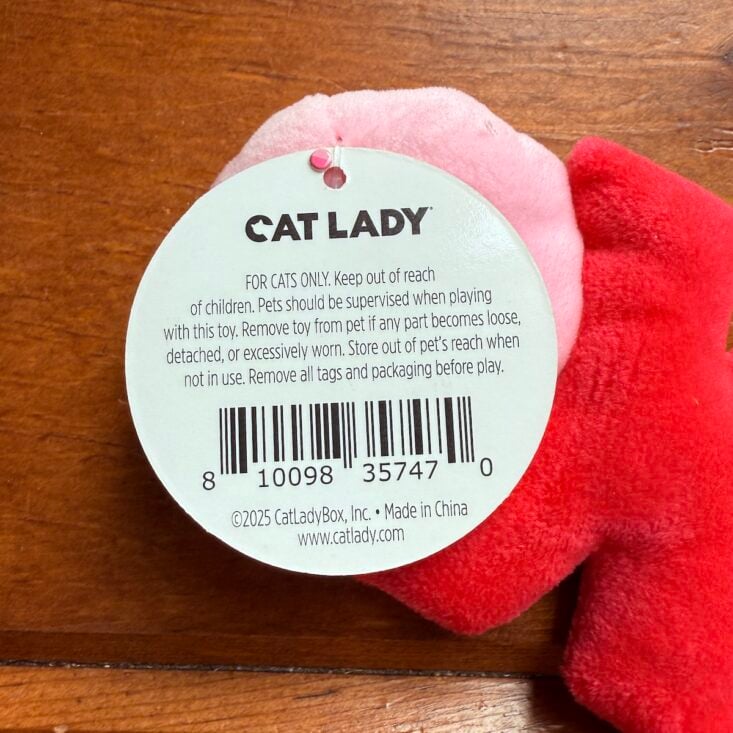 CAT LADY
FOR CATS ONLY. Keep out of reach
of children. Pets should be supervised when playing
with this toy. Remove toy from pet if any part becomes loose,
detached, or excessively worn. Store out of pet's reach when
not in use. Remove all tags and packaging before play.
8 10098 35747 0
©2025 CatLadyBox, Inc. • Made in China
www.catlady.com